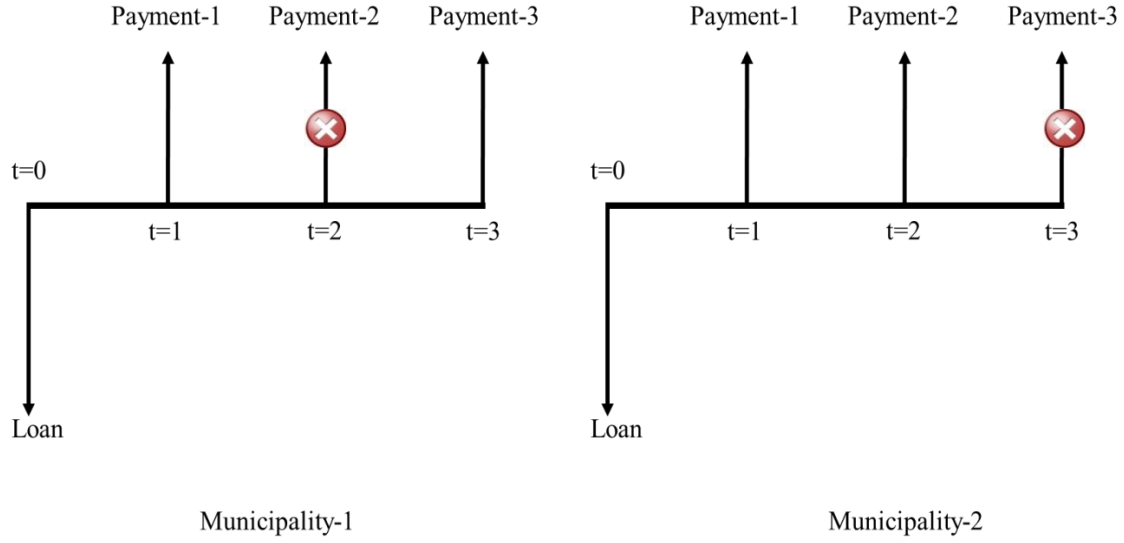 Payment-1 Payment-2 Payment-3
t=0
t=1 t=2 t=3
Loan
Municipality-1
Payment-1 Payment-2 Payment-3
t=0
t=1 t=2 t=3
Loan
Municipality-2